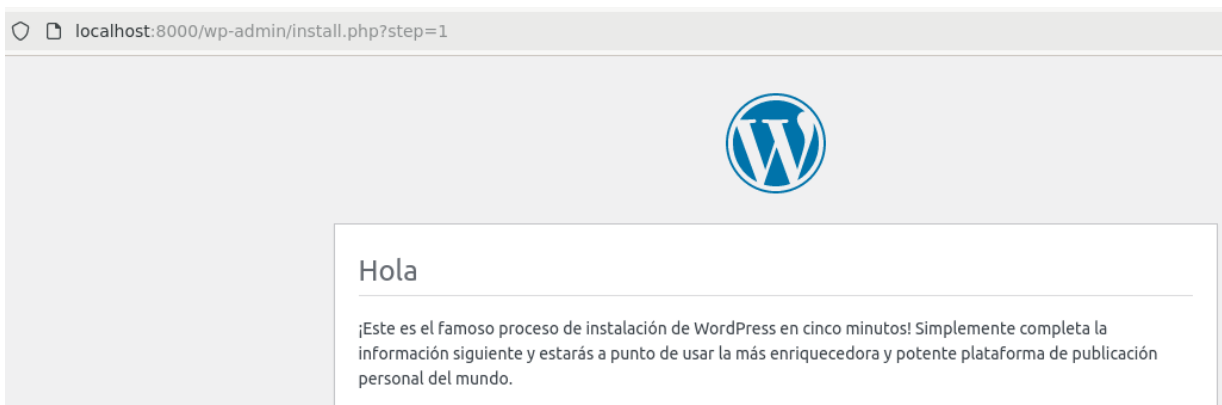 localhost:8000/wp-admin/install.php?step=1
Hola
¡Este es el famoso proceso de instalación de WordPress en cinco minutos! Simplemente completa la
información siguiente y estarás a punto de usar la más enriquecedora y potente plataforma de publicación
personal del mundo.